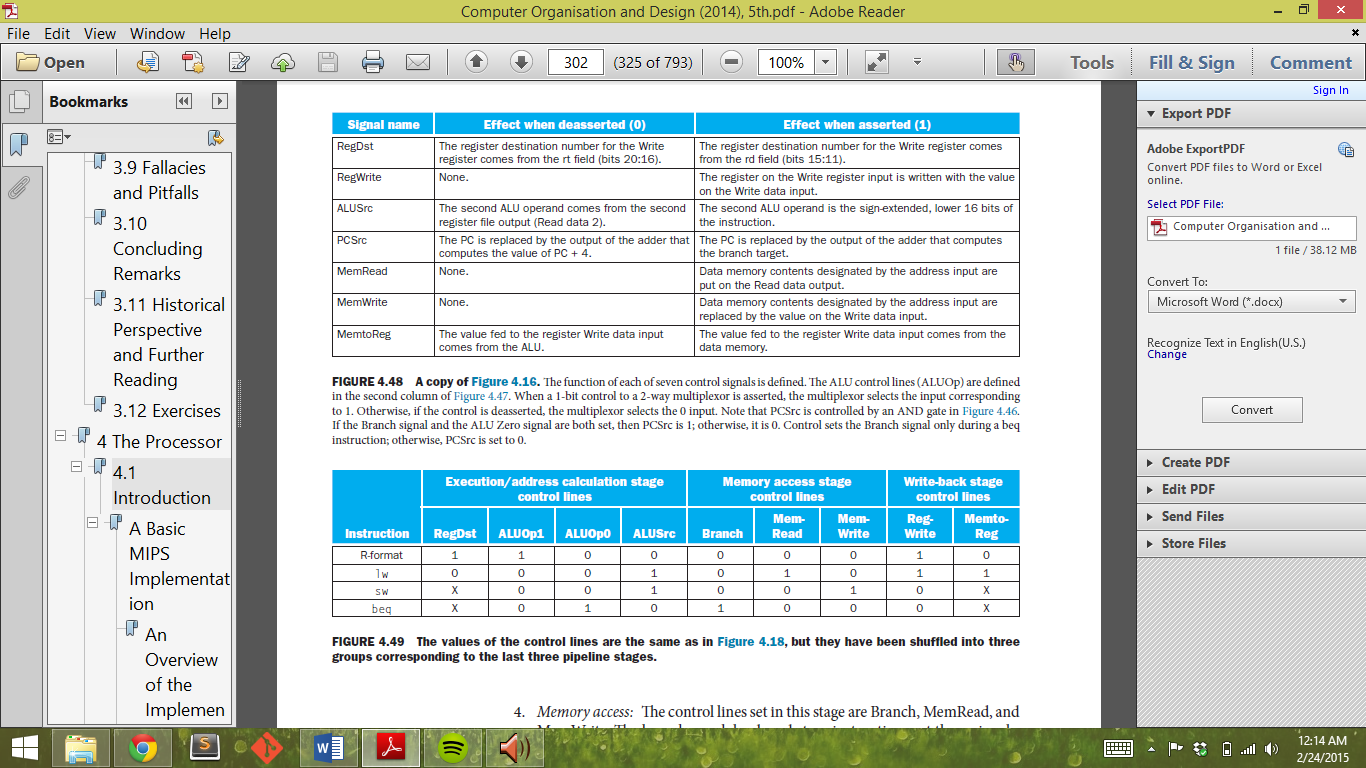 Computer Organisation and Design (2014), 5th.pdf - Adobe Reader
File Edit View Window Help
Open
302
(325 of 793)
100%
Tools
Fill & Sign
Comment
Sign In
Bookmarks
3.9 Fallacies
and Pitfalls
3.10
Concluding
Remarks
3.11 Historical
Perspective
and Further
Reading
3.12 Exercises
4 The Processor
4.1
Introduction
A Basic
MIPS
Implementat
ion
An
Overview
of the
Implemen
Signal name Effect when deasserted (0) Effect when asserted (1)
RegDst The register destination number for the Write The register destination number for the Write register comes
register comes from the rt field (bits 20:16). from the rd field (bits 15:11).
RegWrite None. The register on the Write register input is written with the value
on the Write data input.
ALUSrc The second ALU operand comes from the second The second ALU operand is the sign-extended, lower 16 bits of
register file output (Read data 2). the instruction.
PCSrc The PC is replaced by the output of the adder that The PC is replaced by the output of the adder that computes
computes the value of PC + 4. the branch target.
MemRead None. Data memory contents designated by the address input are
put on the Read data output.
MemWrite None. Data memory contents designated by the address input are
replaced by the value on the Write data input.
MemtoReg The value fed to the register Write data input The value fed to the register Write data input comes from the
comes from the ALU. data memory.
FIGURE 4.48 A copy of Figure 4.16. The function of each of seven control signals is defined. The ALU control lines (ALUOp) are defined
in the second column of Figure 4.47. When a 1-bit control to a 2-way multiplexor is asserted, the multiplexor selects the input corresponding
to 1. Otherwise, if the control is deasserted, the multiplexor selects the 0 input. Note that PCSrc is controlled by an AND gate in Figure 4.46.
If the Branch signal and the ALU Zero signal are both set, then PCSrc is 1; otherwise, it is 0. Control sets the Branch signal only during a beq
instruction; otherwise, PCSrc is set to 0.
Execution/address calculation stage Memory access stage Write-back stage
control lines control lines control lines
Mem- Mem- Reg- Memto-
Instruction RegDst ALUOp1 ALUOp0 ALUSrc Branch Read Write Write Reg
R-format 1 1 0 0 0 0 0 1 0
lw 0 0 0 1 0 1 0 1 1
sw X 0 0 1 0 0 1 0 X
beq X 0 1 0 1 0 0 0 X
FIGURE 4.49 The values of the control lines are the same as in Figure 4.18, but they have been shuffled into three
groups corresponding to the last three pipeline stages.
4. Memory access: The control lines set in this stage are Branch, MemRead, and
Export PDF
Adobe ExportPDF
Convert PDF files to Word or Excel
online.
Select PDF File:
Computer Organisation and ...
1 file / 38.12 MB
Convert To:
Microsoft Word (*.docx)
Recognize Text in English(U.S.)
Change
Convert
Create PDF
Edit PDF
Send Files
Store Files
12:14 AM
2/24/2015